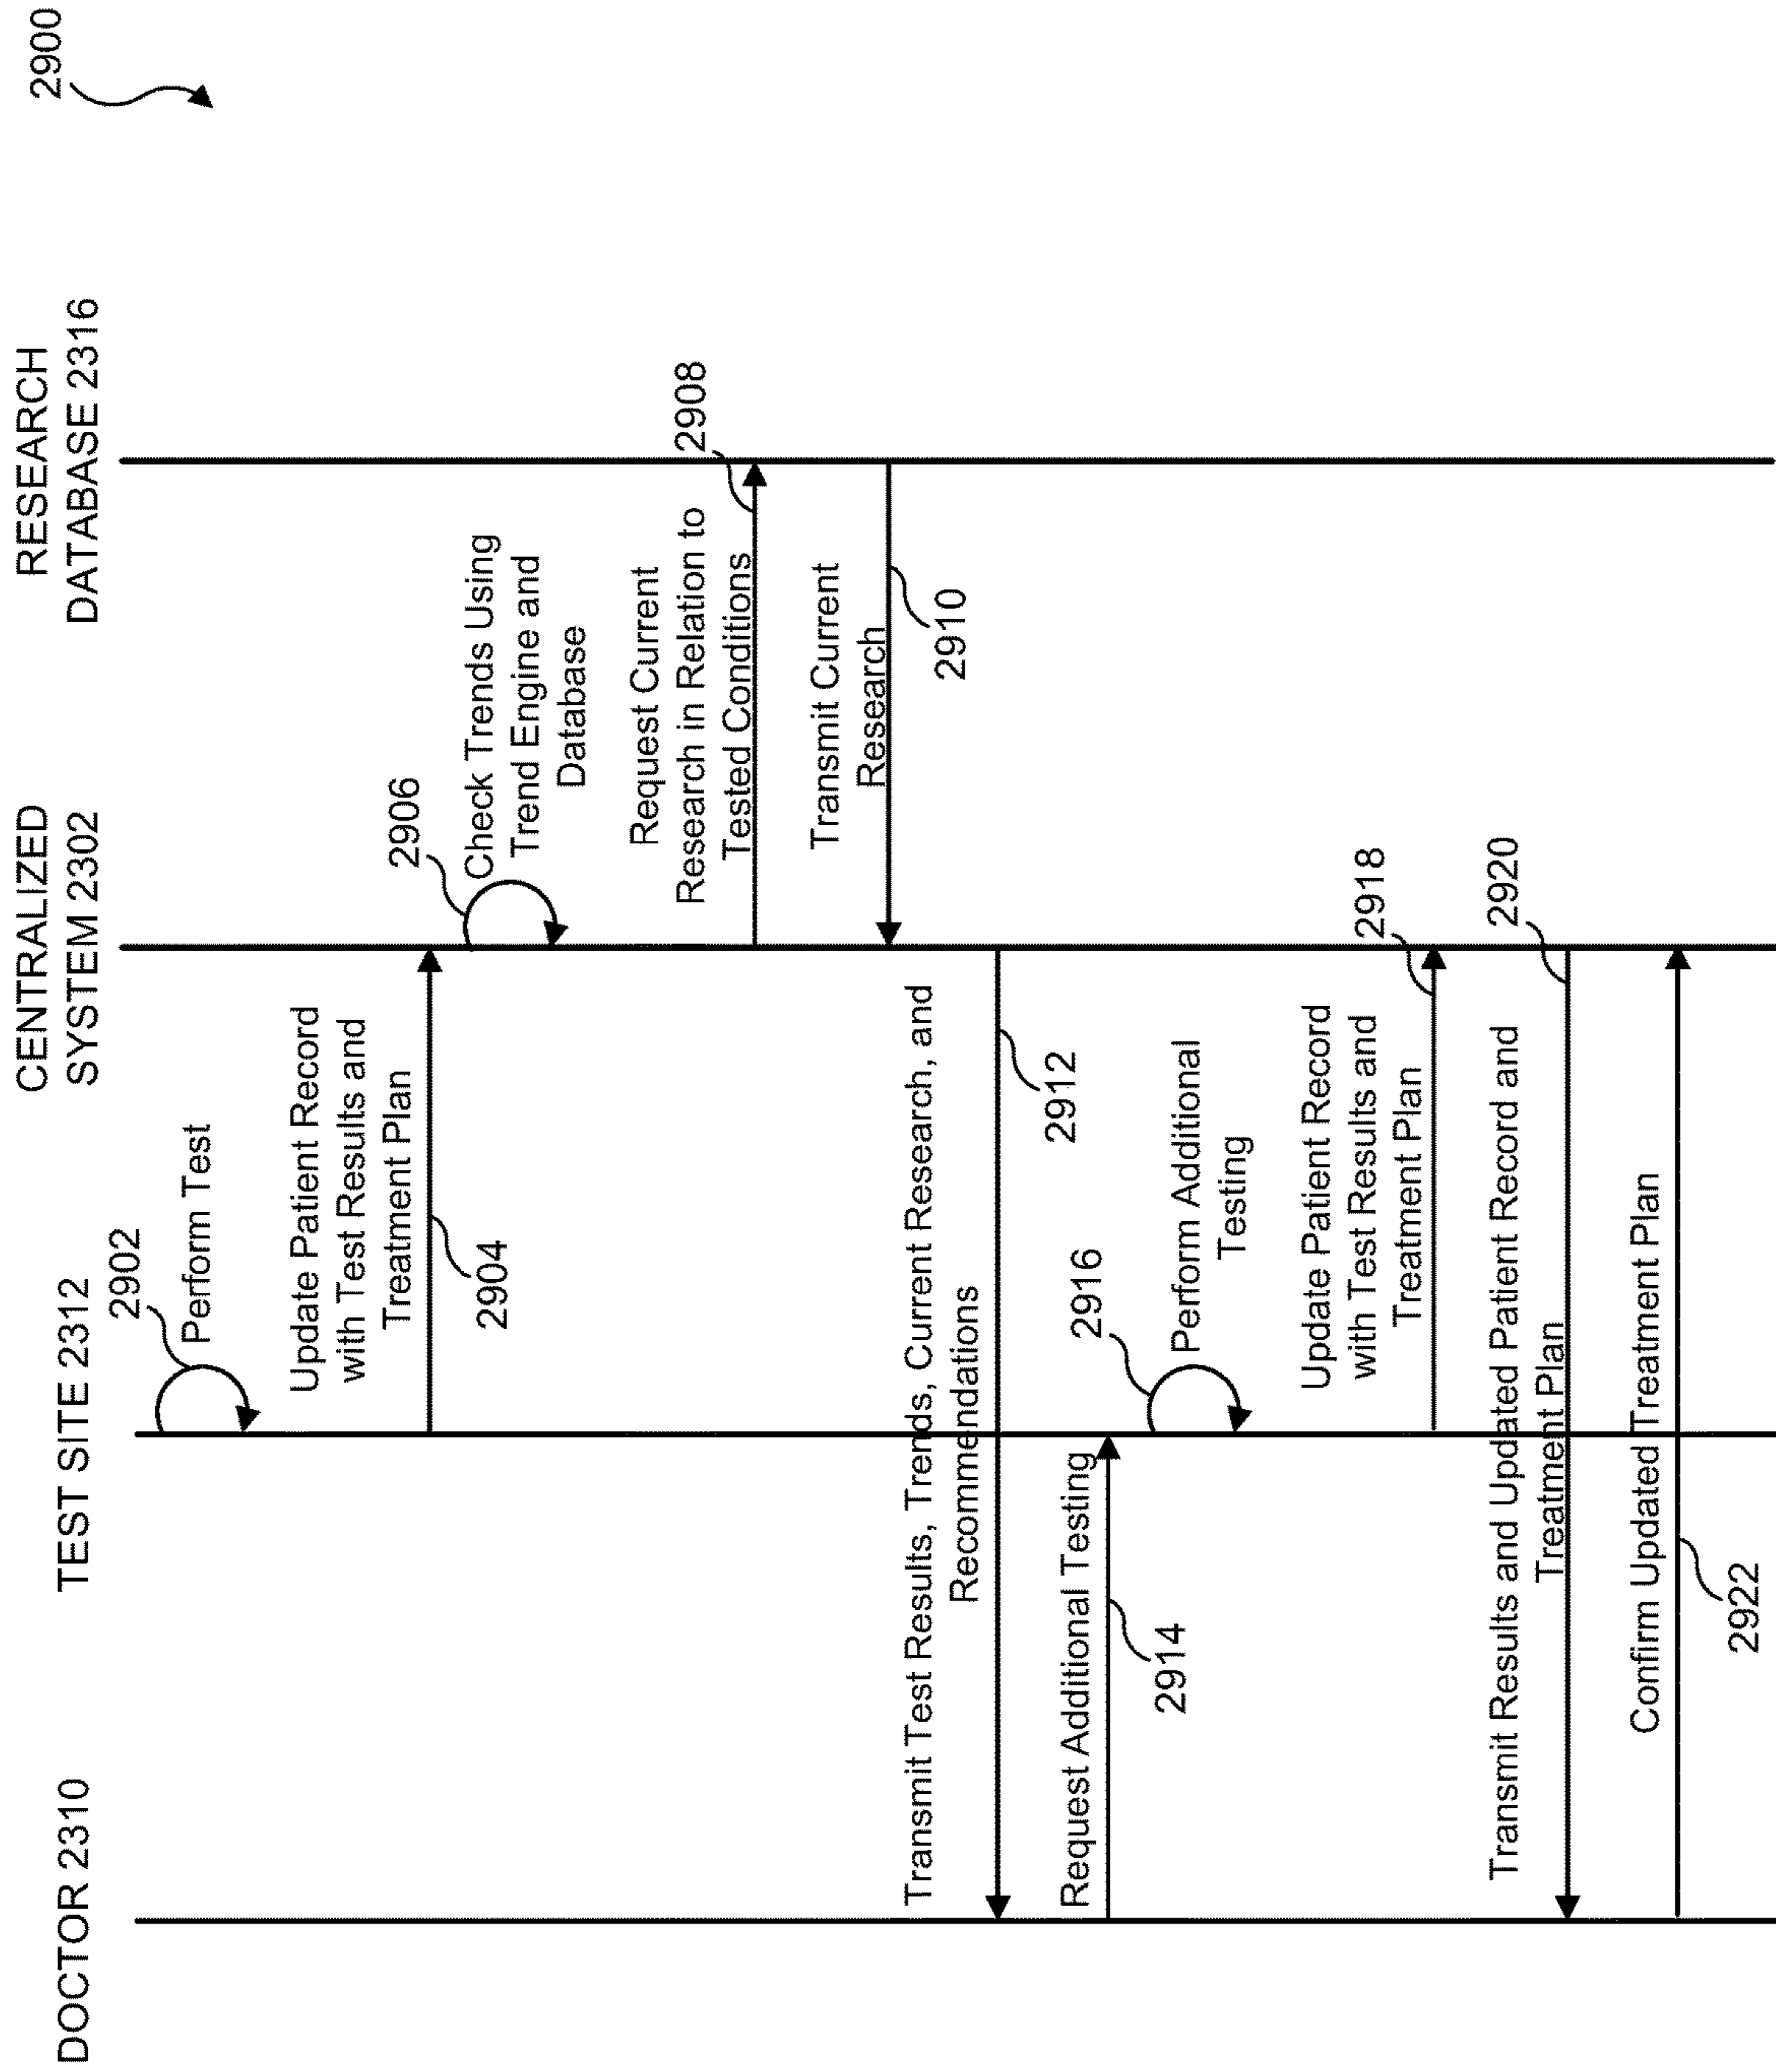 2900
DOCTOR 2310
TEST SITE 2312
CENTRALIZED
SYSTEM 2302
RESEARCH
DATABASE 2316
2902
Perform Test
Update Patient Record
with Test Results and
Treatment Plan
2904
2906
Check Trends Using
Trend Engine and
Database
Request Current
Research in Relation to
Tested Conditions
2908
Transmit Current
Research
2910
Transmit Test Results, Trends, Current Research, and
Recommendations
2912
Request Additional Testing
2914
2916
Perform Additional
Testing
Update Patient Record
with Test Results and
Treatment Plan
2918
Transmit Results and Updated Patient Record and
Treatment Plan
2920
Confirm Updated Treatment Plan
2922